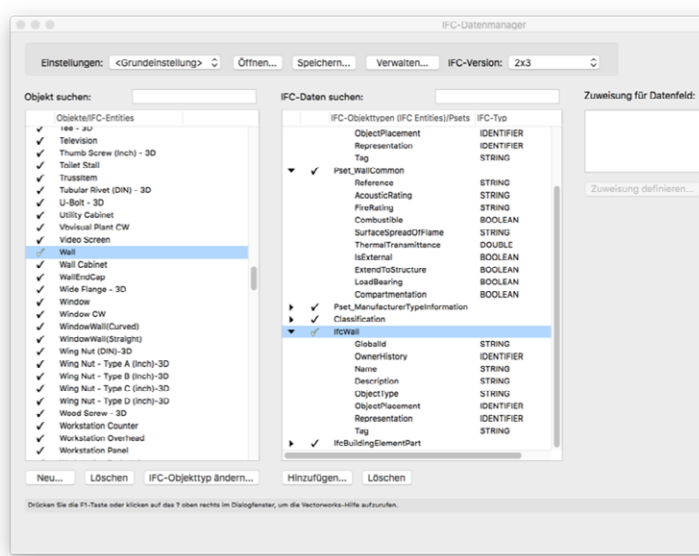 IFC-Datenmanager
Einstellungen: <Grundeinstellung> Öffnen... Speichern... Verwalten... IFC-Version: 2x3
Objekt suchen:
IFC-Daten suchen:
Zuweisung für Datenfeld:
Objekte/IFC-Entities
Tee - 3D
Television
Thumb Screw (Inch) - 3D
Toilet Stall
TrussItem
Tubular Rivet (DIN) - 3D
U-Bolt - 3D
Utility Cabinet
Vbvisual Plant CW
Video Screen
Wall
Wall Cabinet
WallEndCap
Wide Flange - 3D
Window
Window CW
WindowWall(Curved)
WindowWall(Straight)
Wing Nut (DIN)-3D
Wing Nut - Type A (Inch)-3D
Wing Nut - Type B (Inch)-3D
Wing Nut - Type C (Inch)-3D
Wing Nut - Type D (Inch)-3D
Wood Screw - 3D
Workstation Counter
Workstation Overhead
Workstation Panel
IFC-Objekttypen (IFC Entities)/Psets IFC-Typ
ObjectPlacement IDENTIFIER
Representation IDENTIFIER
Tag STRING
Pset_WallCommon
Reference STRING
AcousticRating STRING
FireRating STRING
Combustible BOOLEAN
SurfaceSpreadOfFlame STRING
ThermalTransmittance DOUBLE
IsExternal BOOLEAN
ExtendToStructure BOOLEAN
LoadBearing BOOLEAN
Compartmentation BOOLEAN
Pset_ManufacturerTypeInformation
Classification
IfcWall
GlobalId STRING
OwnerHistory IDENTIFIER
Name STRING
Description STRING
ObjectType STRING
ObjectPlacement IDENTIFIER
Representation IDENTIFIER
Tag STRING
IfcBuildingElementPart
Zuweisung definieren...
Neu... Löschen IFC-Objekttyp ändern...
Hinzufügen... Löschen
Drücken Sie die F1-Taste oder klicken auf das ? oben rechts im Dialogfenster, um die Vectorworks-Hilfe aufzurufen.